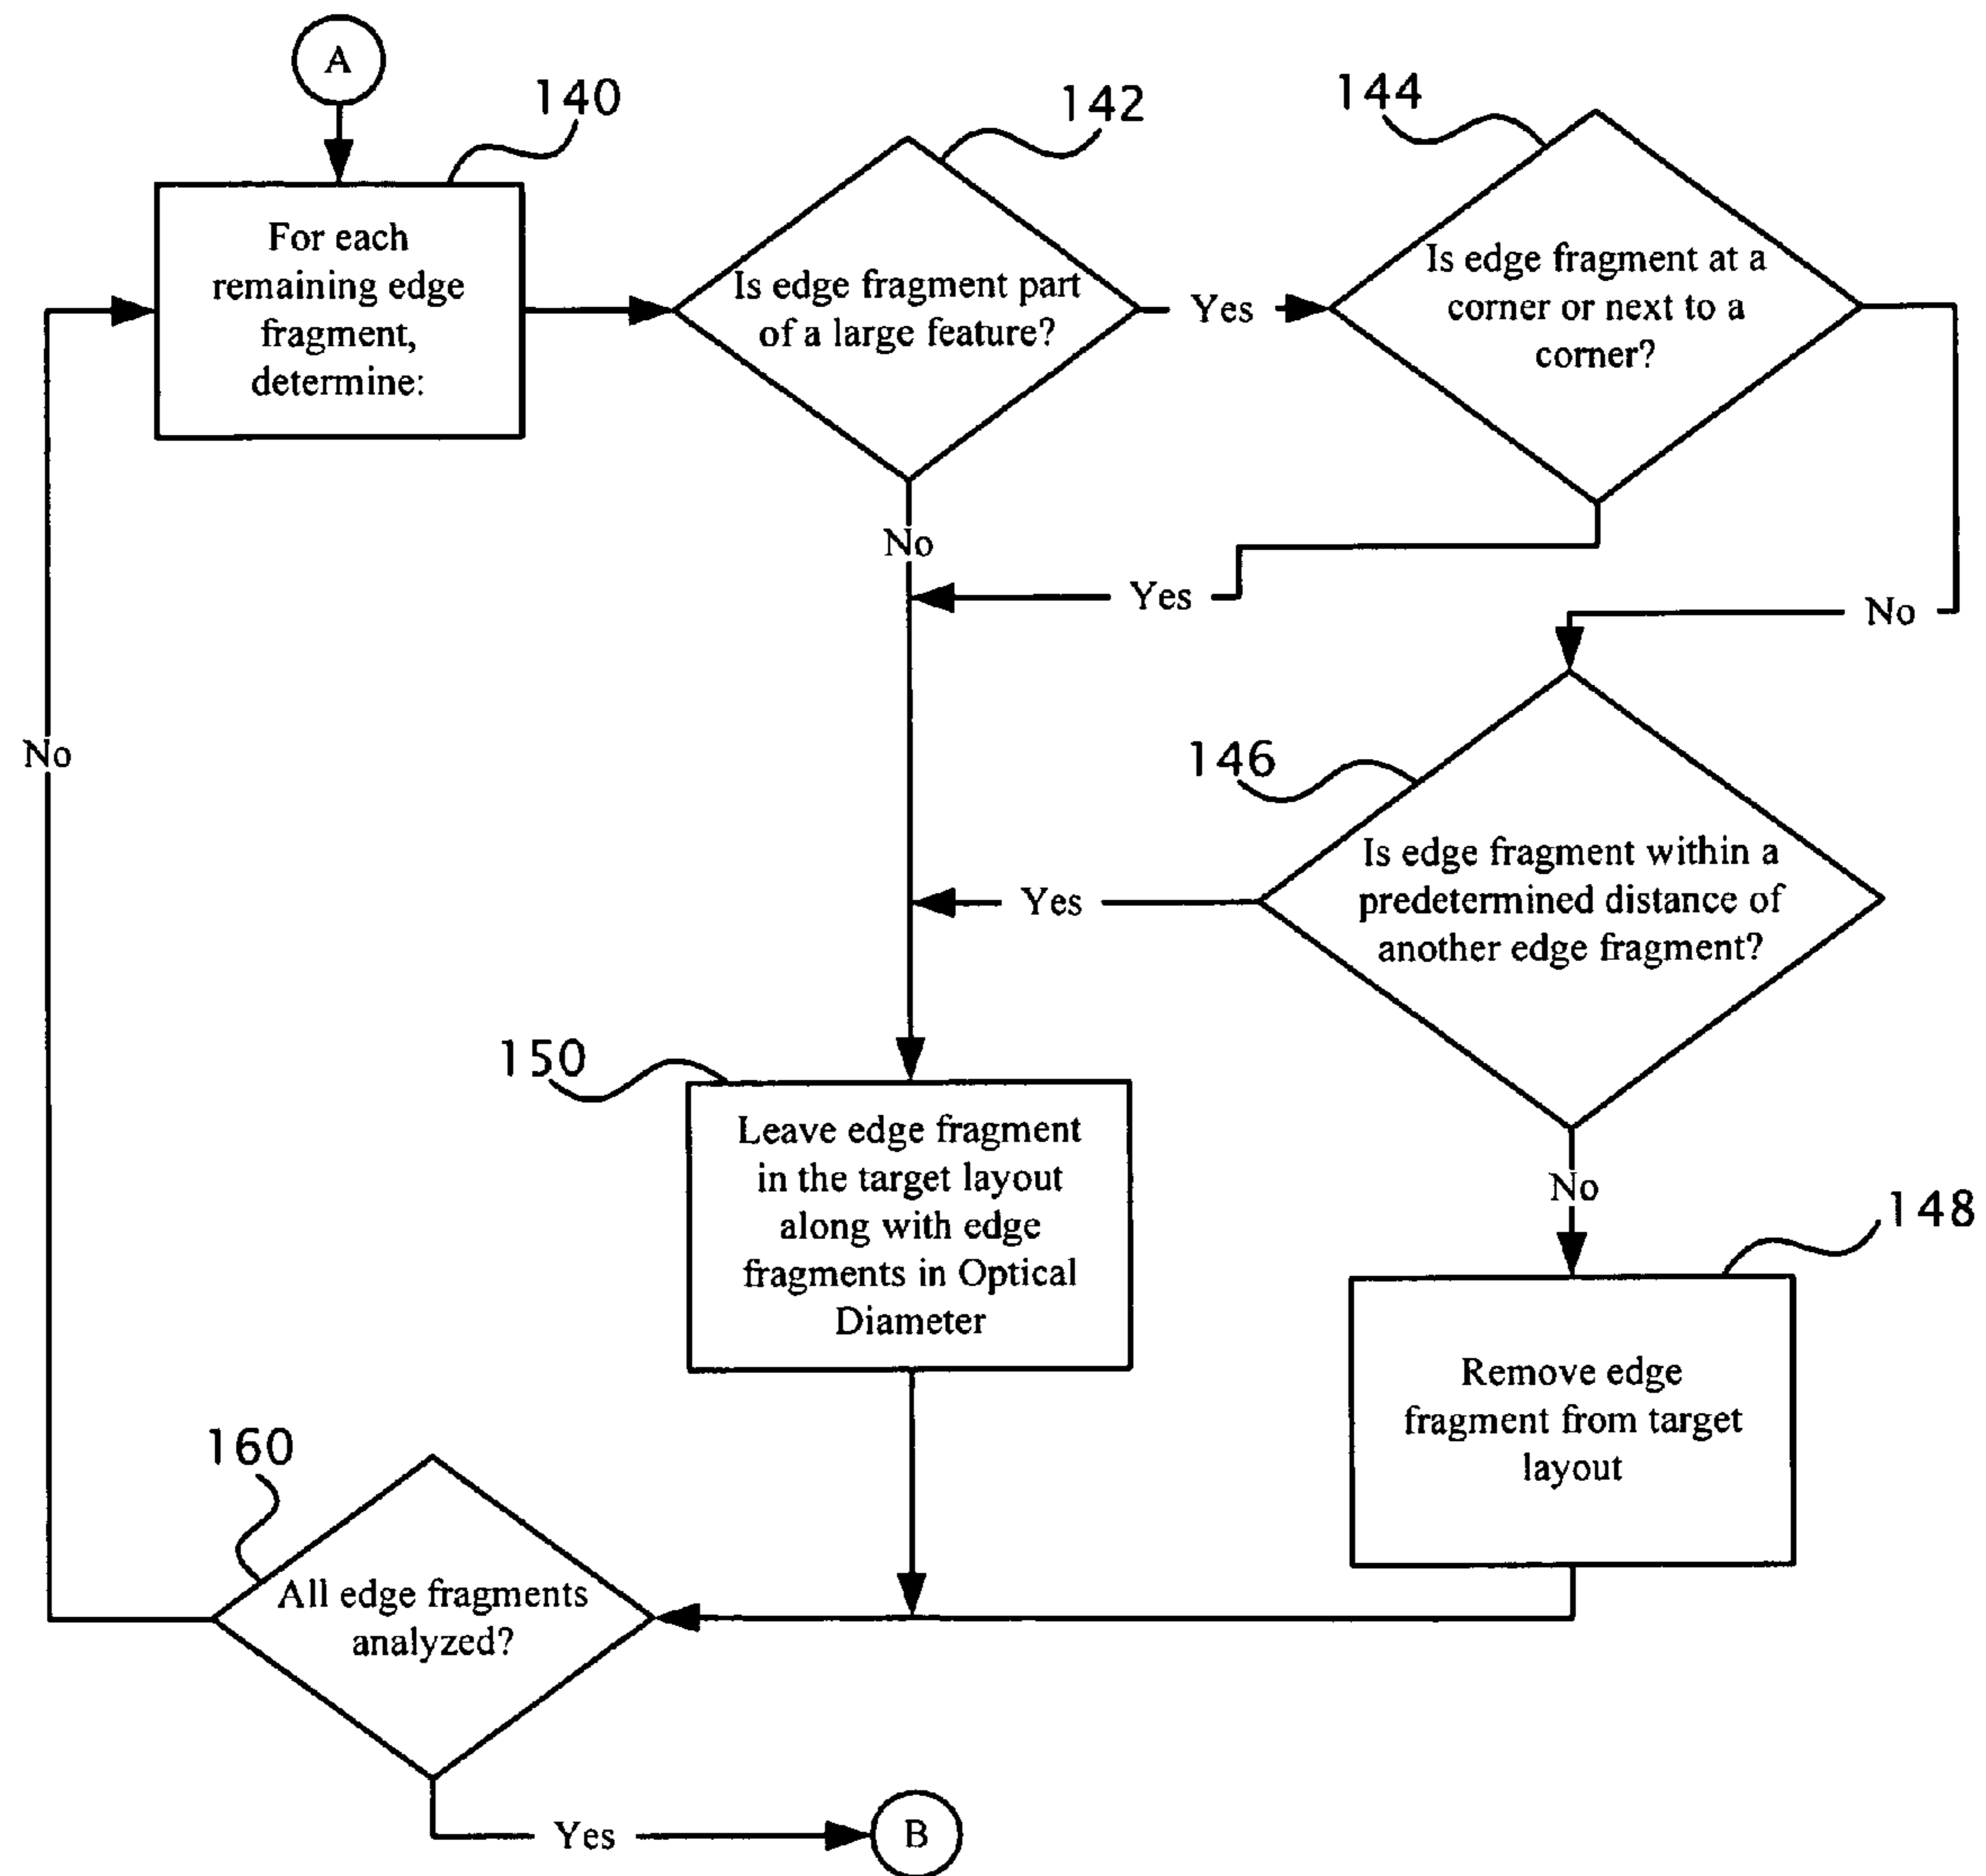 A
140
142
144
For each
remaining edge
fragment,
determine:
Is edge fragment part
of a large feature?
Yes
Is edge fragment at a
corner or next to a
corner?
No
Yes
No
No
146
Is edge fragment within a
predetermined distance of
another edge fragment?
Yes
150
Leave edge fragment
in the target layout
along with edge
fragments in Optical
Diameter
No
148
Remove edge
fragment from target
layout
160
All edge fragments
analyzed?
Yes
B